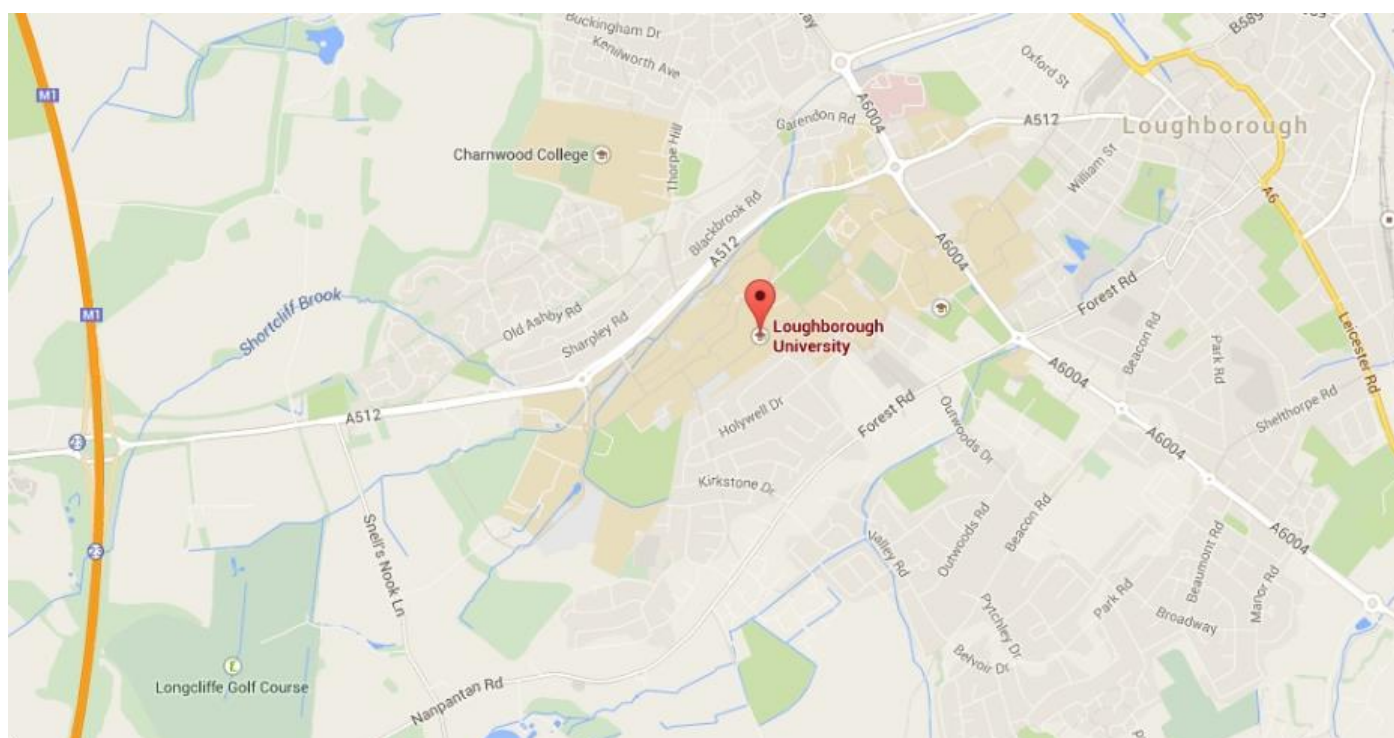 Buckingham Dr
Kenilworth Ave
Oxford St
M1
A6004
Garendon Rd
A512
Loughborough
Charnwood College
Thorpe Hill
William St
Blackbrook Rd
A512
A6
A6004
Shortcliff Brook
M1
Old Ashby Rd
Sharpley Rd
Loughborough
University
Forest Rd
Beacon Rd
Park Rd
Leicester Rd
A6004
A512
Holywell Dr
Forest Rd
Outwoods Dr
Shelthorpe Rd
A6004
23
Kirkstone Dr
Snell's Nook Ln
23
Valley Rd
Outwoods Rd
Beacon Rd
Beaumont Rd
A6004
Pytchley Dr
Park Rd
Broadway
Manor Rd
Belvoir Dr
Longcliffe Golf Course
Nanpantan Rd